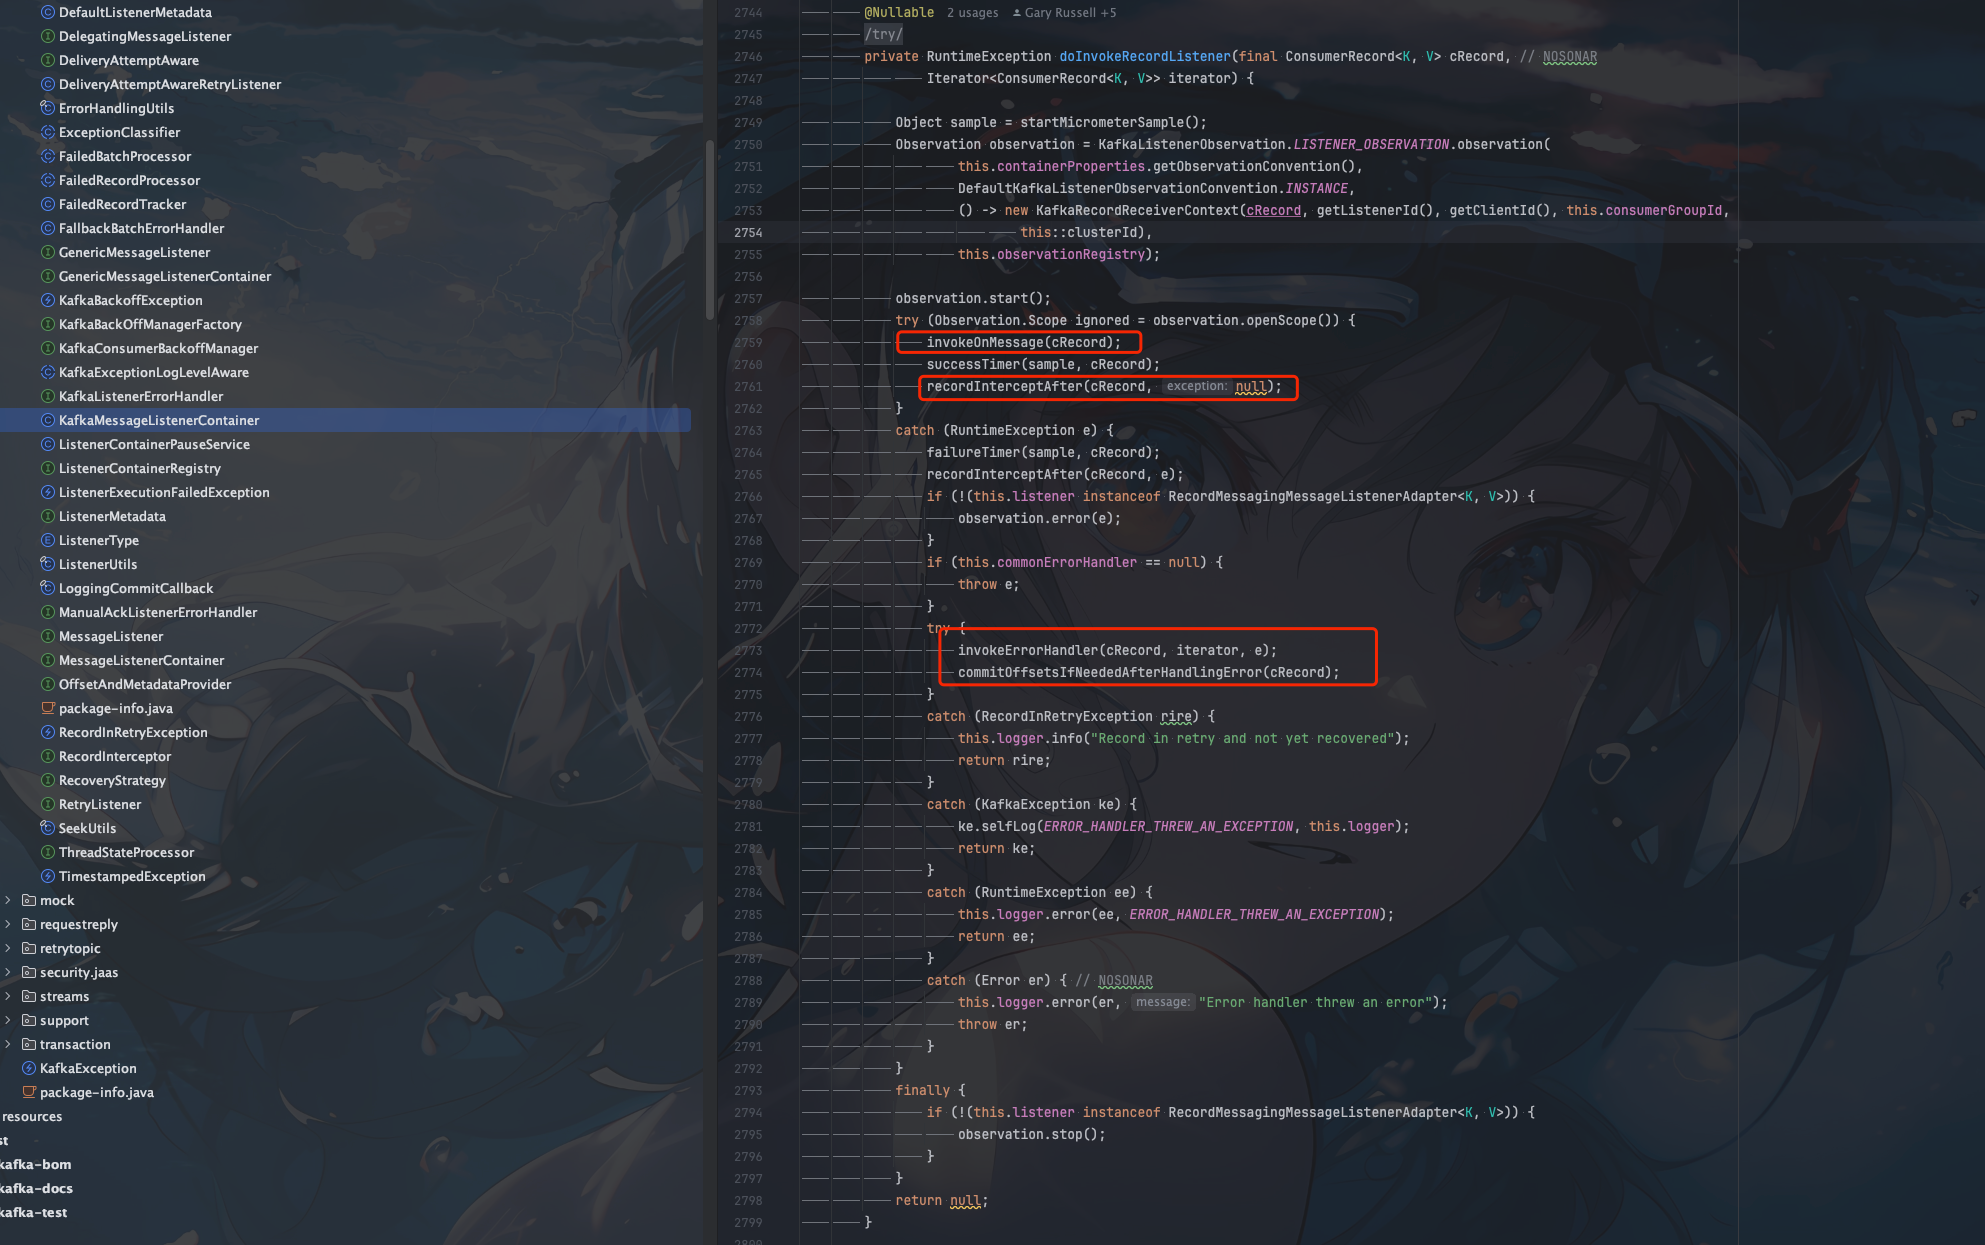 DefaultListenerMetadata
DelegatingMessageListener
DeliveryAttemptAware
DeliveryAttemptAwareRetryListener
ErrorHandlingUtils
ExceptionClassifier
FailedBatchProcessor
FailedRecordProcessor
FailedRecordTracker
FallbackBatchErrorHandler
GenericMessageListener
GenericMessageListenerContainer
KafkaBackoffException
KafkaBackOffManagerFactory
KafkaConsumerBackoffManager
KafkaExceptionLogLevelAware
KafkaListenerErrorHandler
KafkaMessageListenerContainer
ListenerContainerPauseService
ListenerContainerRegistry
ListenerExecutionFailedException
ListenerMetadata
ListenerType
ListenerUtils
LoggingCommitCallback
ManualAckListenerErrorHandler
MessageListener
MessageListenerContainer
OffsetAndMetadataProvider
package-info.java
RecordInRetryException
RecordInterceptor
RecoveryStrategy
RetryListener
SeekUtils
ThreadStateProcessor
TimestampedException
mock
requestreply
retrytopic
security.jaas
streams
support
transaction
KafkaException
package-info.java
resources
st
kafka-bom
kafka-docs
kafka-test
2744 @Nullable 2 usages Gary Russell +5
2745 /try/
2746 private RuntimeException doInvokeRecordListener(final ConsumerRecord<K, V> cRecord, // NOSONAR
2747 Iterator<ConsumerRecord<K, V>> iterator) {
2748
2749 Object sample = startMicrometerSample();
2750 Observation observation = KafkaListenerObservation.LISTENER_OBSERVATION.observation(
2751 this.containerProperties.getObservationConvention(),
2752 DefaultKafkaListenerObservationConvention.INSTANCE,
2753 () -> new KafkaRecordReceiverContext(cRecord, getListenerId(), getClientId(), this.consumerGroupId,
2754 this::clusterId),
2755 this.observationRegistry);
2756
2757 observation.start();
2758 try (Observation.Scope ignored = observation.openScope()) {
2759 invokeOnMessage(cRecord);
2760 successTimer(sample, cRecord);
2761 recordInterceptAfter(cRecord, exception: null);
2762 }
2763 catch (RuntimeException e) {
2764 failureTimer(sample, cRecord);
2765 recordInterceptAfter(cRecord, e);
2766 if (!(this.listener instanceof RecordMessagingMessageListenerAdapter<K, V>)) {
2767 observation.error(e);
2768 }
2769 if (this.commonErrorHandler == null) {
2770 throw e;
2771 }
2772 try {
2773 invokeErrorHandler(cRecord, iterator, e);
2774 commitOffsetsIfNeededAfterHandlingError(cRecord);
2775 }
2776 catch (RecordInRetryException rire) {
2777 this.logger.info("Record in retry and not yet recovered");
2778 return rire;
2779 }
2780 catch (KafkaException ke) {
2781 ke.selfLog(ERROR_HANDLER_THREW_AN_EXCEPTION, this.logger);
2782 return ke;
2783 }
2784 catch (RuntimeException ee) {
2785 this.logger.error(ee, ERROR_HANDLER_THREW_AN_EXCEPTION);
2786 return ee;
2787 }
2788 catch (Error er) { // NOSONAR
2789 this.logger.error(er, message: "Error handler threw an error");
2790 throw er;
2791 }
2792 }
2793 finally {
2794 if (!(this.listener instanceof RecordMessagingMessageListenerAdapter<K, V>)) {
2795 observation.stop();
2796 }
2797 }
2798 return null;
2799 }